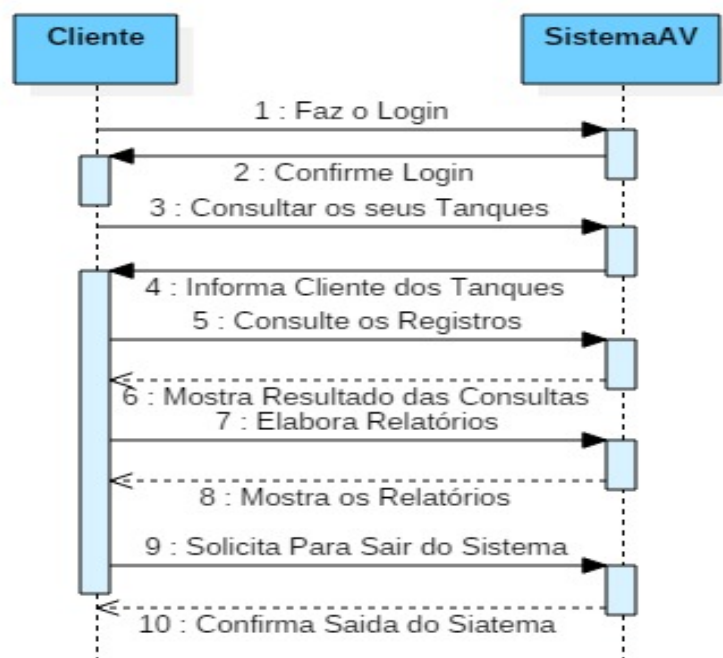 Cliente
SistemaAV
1 : Faz o Login
2 : Confirme Login
3 : Consultar os seus Tanques
4 : Informa Cliente dos Tanques
5 : Consulte os Registros
6 : Mostra Resultado das Consultas
7 : Elabora Relatórios
8 : Mostra os Relatórios
9 : Solicita Para Sair do Sistema
10 : Confirma Saida do Siatema